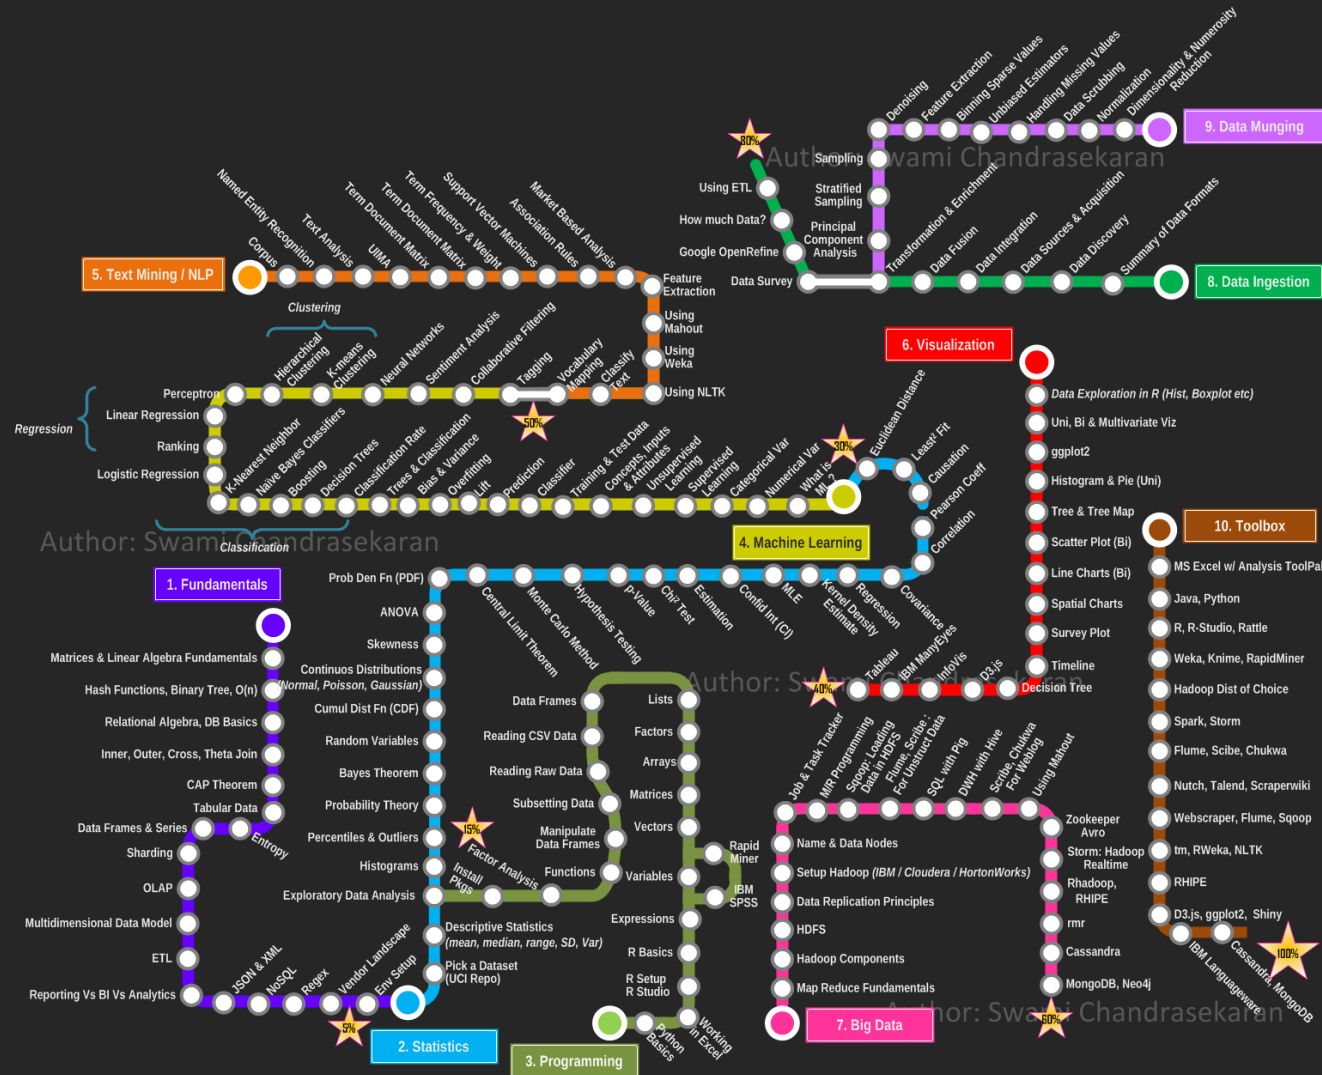 Author: Swami Chandrasekaran
Author: Swami Chandrasekaran
Author: Swami Chandrasekaran
Author: Swami Chandrasekaran
1. Fundamentals
Matrices & Linear Algebra Fundamentals
Hash Functions, Binary Tree, O(n)
Relational Algebra, DB Basics
Inner, Outer, Cross, Theta Join
CAP Theorem
Tabular Data
Entropy
Data Frames & Series
Sharding
OLAP
Multidimensional Data Model
ETL
Reporting Vs BI Vs Analytics
JSON & XML
NoSQL
Regex
Vendor Landscape
Env Setup
5%
2. Statistics
Pick a Dataset
(UCI Repo)
Descriptive Statistics
(mean, median, range, SD, Var)
Exploratory Data Analysis
Histograms
Percentiles & Outliers
Probability Theory
Bayes Theorem
Random Variables
Cumul Dist Fn (CDF)
Continuos Distributions
(Normal, Poisson, Gaussian)
Skewness
ANOVA
Prob Den Fn (PDF)
Central Limit Theorem
Monte Carlo Method
Hypothesis Testing
p-Value
Chi² Test
Estimation
Confid Int (CI)
MLE
Kernel Density
Estimate
Regression
Covariance
Correlation
Pearson Coeff
Causation
Least² Fit
Euclidean Distance
30%
3. Programming
Python
Basics
Working
in Excel
R Setup
R Studio
R Basics
Expressions
Variables
IBM
SPSS
Rapid
Miner
Vectors
Matrices
Arrays
Factors
Lists
Data Frames
Reading CSV Data
Reading Raw Data
Subsetting Data
Manipulate
Data Frames
Functions
Factor Analysis
Install
Pkgs
15%
4. Machine Learning
What is
ML?
Numerical Var
Categorical Var
Supervised
Learning
Unsupervised
Learning
Concepts, Inputs
& Attributes
Training & Test Data
Classifier
Prediction
Lift
Overfitting
Bias & Variance
Trees & Classification
Classification Rate
Decision Trees
Boosting
Naïve Bayes Classifiers
K-Nearest Neighbor
Classification
Logistic Regression
Ranking
Linear Regression
Perceptron
Regression
Hierarchical
Clustering
K-means
Clustering
Clustering
Neural Networks
Sentiment Analysis
Collaborative Filtering
Tagging
50%
5. Text Mining / NLP
Corpus
Named Entity Recognition
Text Analysis
UIMA
Term Document Matrix
Term Document Matrix
Term Frequency & Weight
Support Vector Machines
Association Rules
Market Based Analysis
Feature
Extraction
Using
Mahout
Using
Weka
Using NLTK
Classify
Text
Vocabulary
Mapping
6. Visualization
Data Exploration in R (Hist, Boxplot etc)
Uni, Bi & Multivariate Viz
ggplot2
Histogram & Pie (Uni)
Tree & Tree Map
Scatter Plot (Bi)
Line Charts (Bi)
Spatial Charts
Survey Plot
Timeline
Decision Tree
D3.js
InfoVis
IBM ManyEyes
Tableau
40%
7. Big Data
Map Reduce Fundamentals
Hadoop Components
HDFS
Data Replication Principles
Setup Hadoop (IBM / Cloudera / HortonWorks)
Name & Data Nodes
Job & Task Tracker
M/R Programming
Sqoop: Loading
Data in HDFS
Flume, Scribe :
For Unstruct Data
SQL with Pig
DWH with Hive
Scribe, Chukwa
For Weblog
Using Mahout
Zookeeper
Avro
Storm: Hadoop
Realtime
Rhadoop,
RHIPE
rmr
Cassandra
MongoDB, Neo4j
60%
8. Data Ingestion
Summary of Data Formats
Data Discovery
Data Sources & Acquisition
Data Integration
Data Fusion
Transformation & Enrichment
Data Survey
Google OpenRefine
How much Data?
Using ETL
80%
9. Data Munging
Dimensionality & Numerosity
Reduction
Normalization
Data Scrubbing
Handling Missing Values
Unbiased Estimators
Binning Sparse Values
Feature Extraction
Denoising
Sampling
Stratified
Sampling
Principal
Component
Analysis
10. Toolbox
MS Excel w/ Analysis ToolPa
Java, Python
R, R-Studio, Rattle
Weka, Knime, RapidMiner
Hadoop Dist of Choice
Spark, Storm
Flume, Scibe, Chukwa
Nutch, Talend, Scraperwiki
Webscraper, Flume, Sqoop
tm, RWeka, NLTK
RHIPE
D3.js, ggplot2, Shiny
IBM Languageware
Cassandra, MongoDB
100%